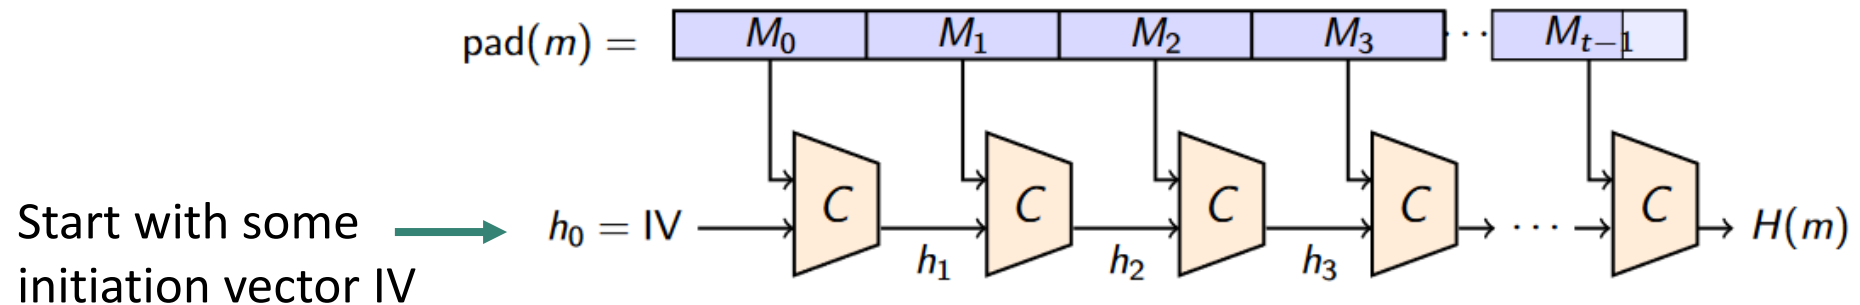 pad(m) = M₀ M₁ M₂ M₃ ··· Mₜ₋₁
C C C C C
Start with some
initiation vector IV
h₀ = IV h₁ h₂ h₃ ··· H(m)